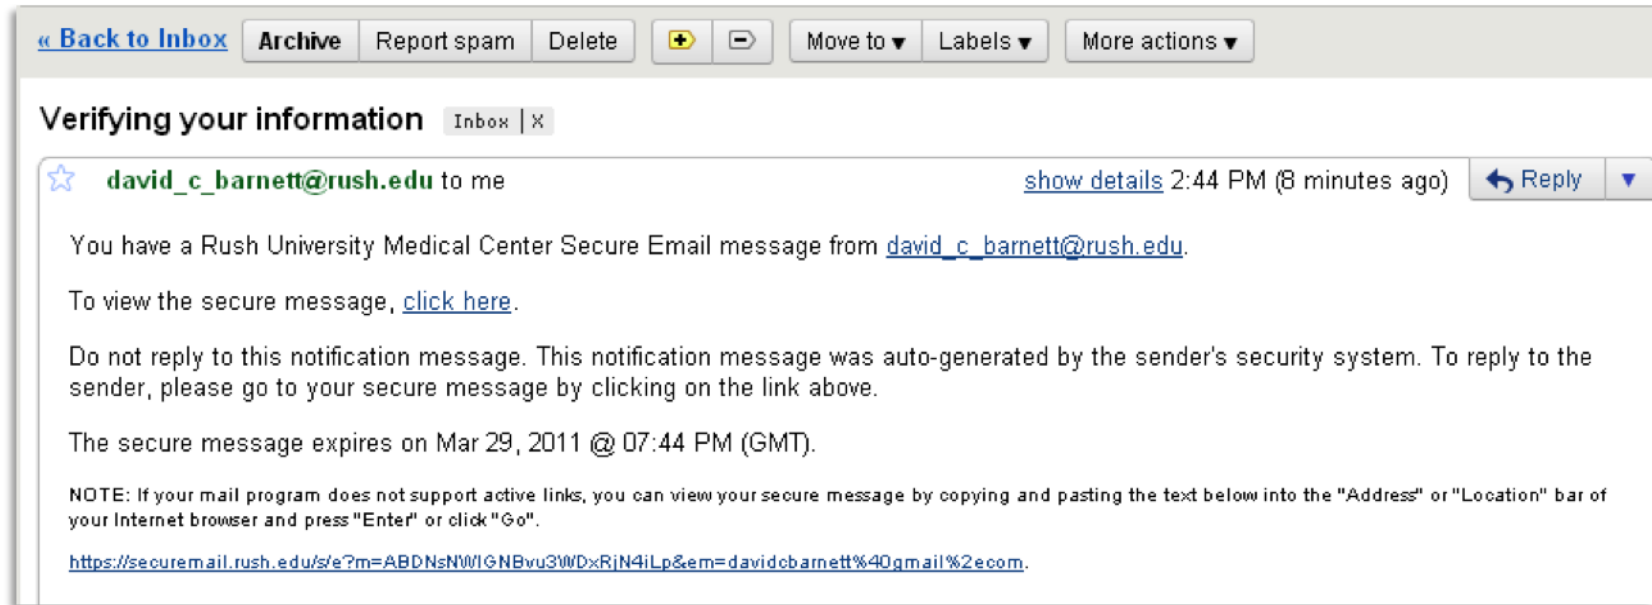 « Back to Inbox Archive Report spam Delete Move to ▼ Labels ▼ More actions ▼
Verifying your information Inbox | X
david_c_barnett@rush.edu to me show details 2:44 PM (8 minutes ago) Reply ▼
You have a Rush University Medical Center Secure Email message from david_c_barnett@rush.edu.
To view the secure message, click here.
Do not reply to this notification message. This notification message was auto-generated by the sender's security system. To reply to the
sender, please go to your secure message by clicking on the link above.
The secure message expires on Mar 29, 2011 @ 07:44 PM (GMT).
NOTE: If your mail program does not support active links, you can view your secure message by copying and pasting the text below into the "Address" or "Location" bar of
your Internet browser and press "Enter" or click "Go".
https://securemail.rush.edu/s/e?m=ABDNsNWIGNBvu3WDxRjN4iLp&em=davidcbarnett%40gmail%2ecom.